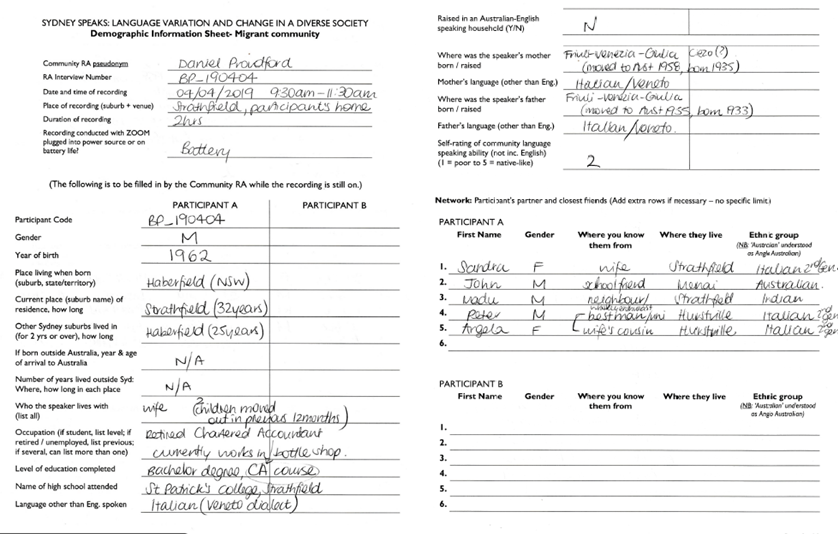 SYDNEY SPEAKS: LANGUAGE VARIATION AND CHANGE IN A DIVERSE SOCIETY
Demographic Information Sheet- Migrant community
Community RA pseudonym Daniel Proudford
RA Interview Number BP_190404
Date and time of recording 04/04/2019 9:30am-11:30am
Place of recording (suburb + venue) Strathfield, participant's home
Duration of recording 2hrs
Recording conducted with ZOOM
plugged into power source or on
battery life? Battery
(The following is to be filled in by the Community RA while the recording is still on.)
PARTICIPANT A PARTICIPANT B
Participant Code BP_190404
Gender M
Year of birth 1962
Place living when born
(suburb, state/territory) Haberfield (NSW)
Current place (suburb name) of
residence, how long Strathfield (32years)
Other Sydney suburbs lived in
(for 2 yrs or over), how long Haberfield (25years)
If born outside Australia, year & age
of arrival to Australia N/A
Number of years lived outside Syd:
Where, how long in each place N/A
Who the speaker lives with wife (children moved
(list all) out in previous 12months)
Occupation (if student, list level; if Retired Chartered Accountant
retired / unemployed, list previous;
if several, can list more than one) currently works in bottle shop.
Level of education completed Bachelor degree, CA course
Name of high school attended St Patrick's college, Strathfield
Language other than Eng. spoken Italian (Veneto dialect)
Raised in an Australian-English
speaking household (Y/N) N
Where was the speaker's mother Friuli-Venezia-Giulia
born / raised (moved to Aust 1958, born 1935)
Mother's language (other than Eng.) Italian/Veneto
Where was the speaker's father Friuli-Venezia-Giulia
born / raised (moved to Aust 1955, born 1933)
Father's language (other than Eng.) Italian/Veneto.
Self-rating of community language
speaking ability (not inc. English)
(1 = poor to 5 = native-like) 2
Network: Participant's partner and closest friends (Add extra rows if necessary – no specific limit.)
PARTICIPANT A
First Name Gender Where you know Where they live Ethnic group
them from (NB: 'Australian' understood
as Anglo Australian)
1. Sandra F wife Strathfield Italian 2nd Gen
2. John M school friend Menai Australian.
3. Vadu M neighbour/ Strathfield Indian
4. Peter M bestman/ Hurstville Italian 2nd Gen
5. Angela F wife's cousin Hurstville Italian 2nd Gen
6.
PARTICIPANT B
First Name Gender Where you know Where they live Ethnic group
them from (NB: 'Australian' understood
as Anglo Australian)
1.
2.
3.
4.
5.
6.